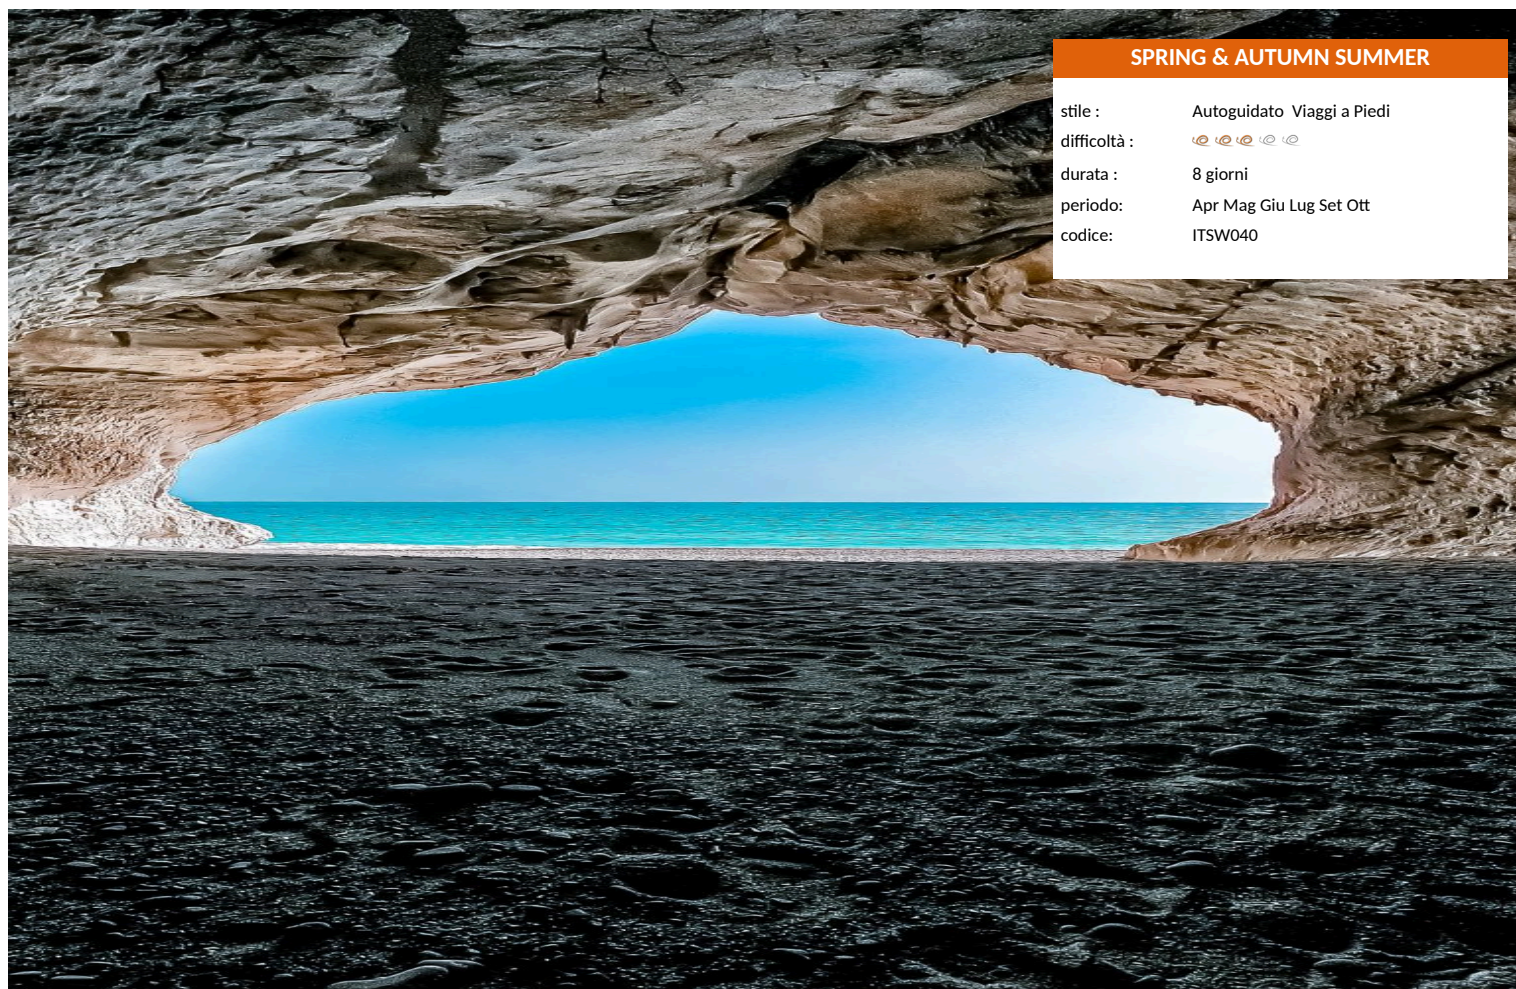 SPRING & AUTUMN SUMMER
stile : Autoguidato Viaggi a Piedi
difficoltà :
durata : 8 giorni
periodo: Apr Mag Giu Lug Set Ott
codice: ITSW040